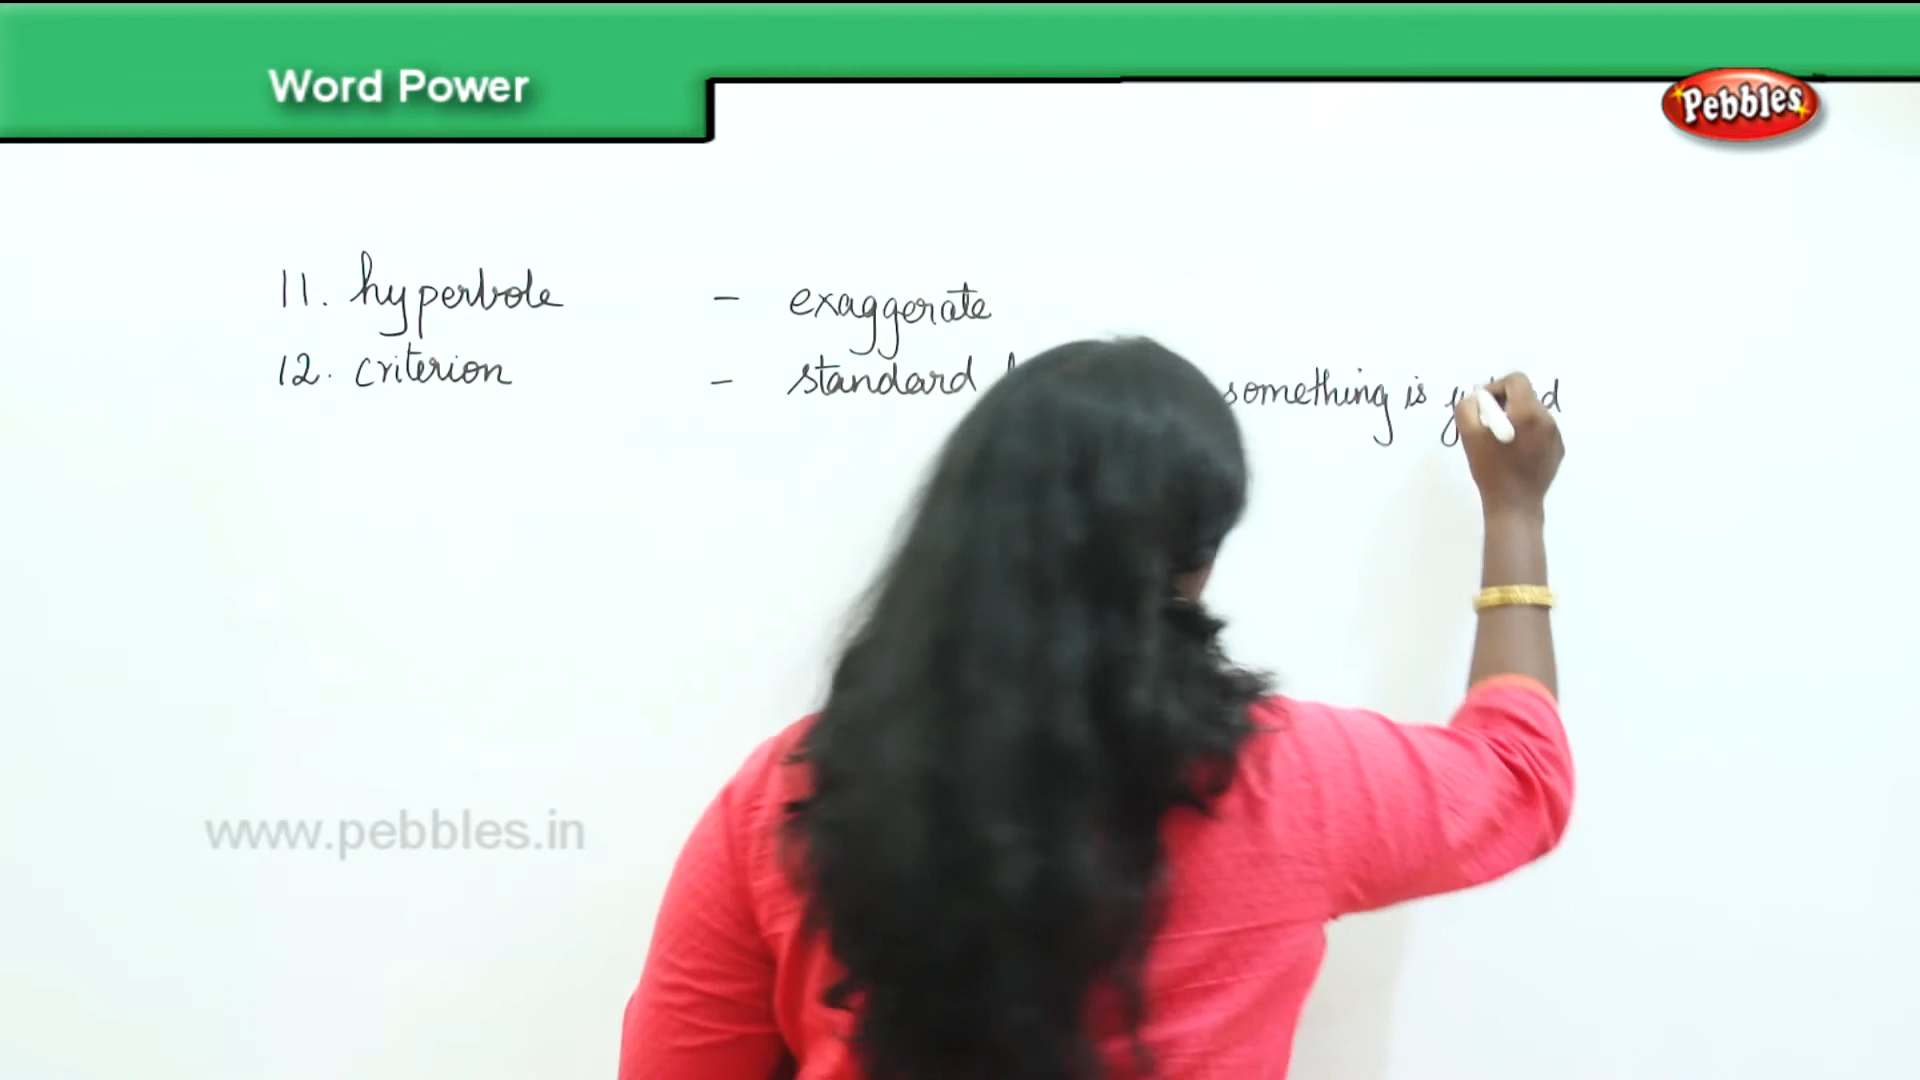 Word Power
Pebbles
11. hyperbole - exaggerate
12. criterion - standard something is
www.pebbles.in